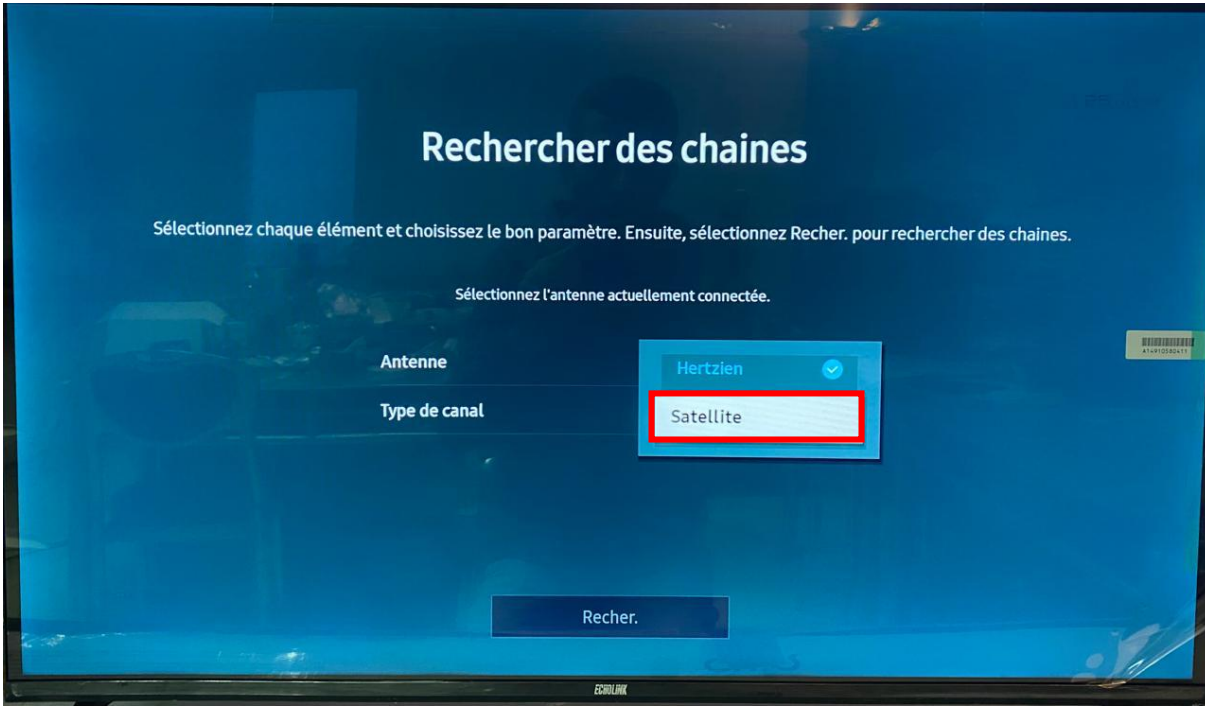 Rechercher des chaines
Sélectionnez chaque élément et choisissez le bon paramètre. Ensuite, sélectionnez Recher. pour rechercher des chaines.
Sélectionnez l'antenne actuellement connectée.
Antenne
Hertzien
Type de canal
Satellite
Recher.
A14910580411
ECHOLINK